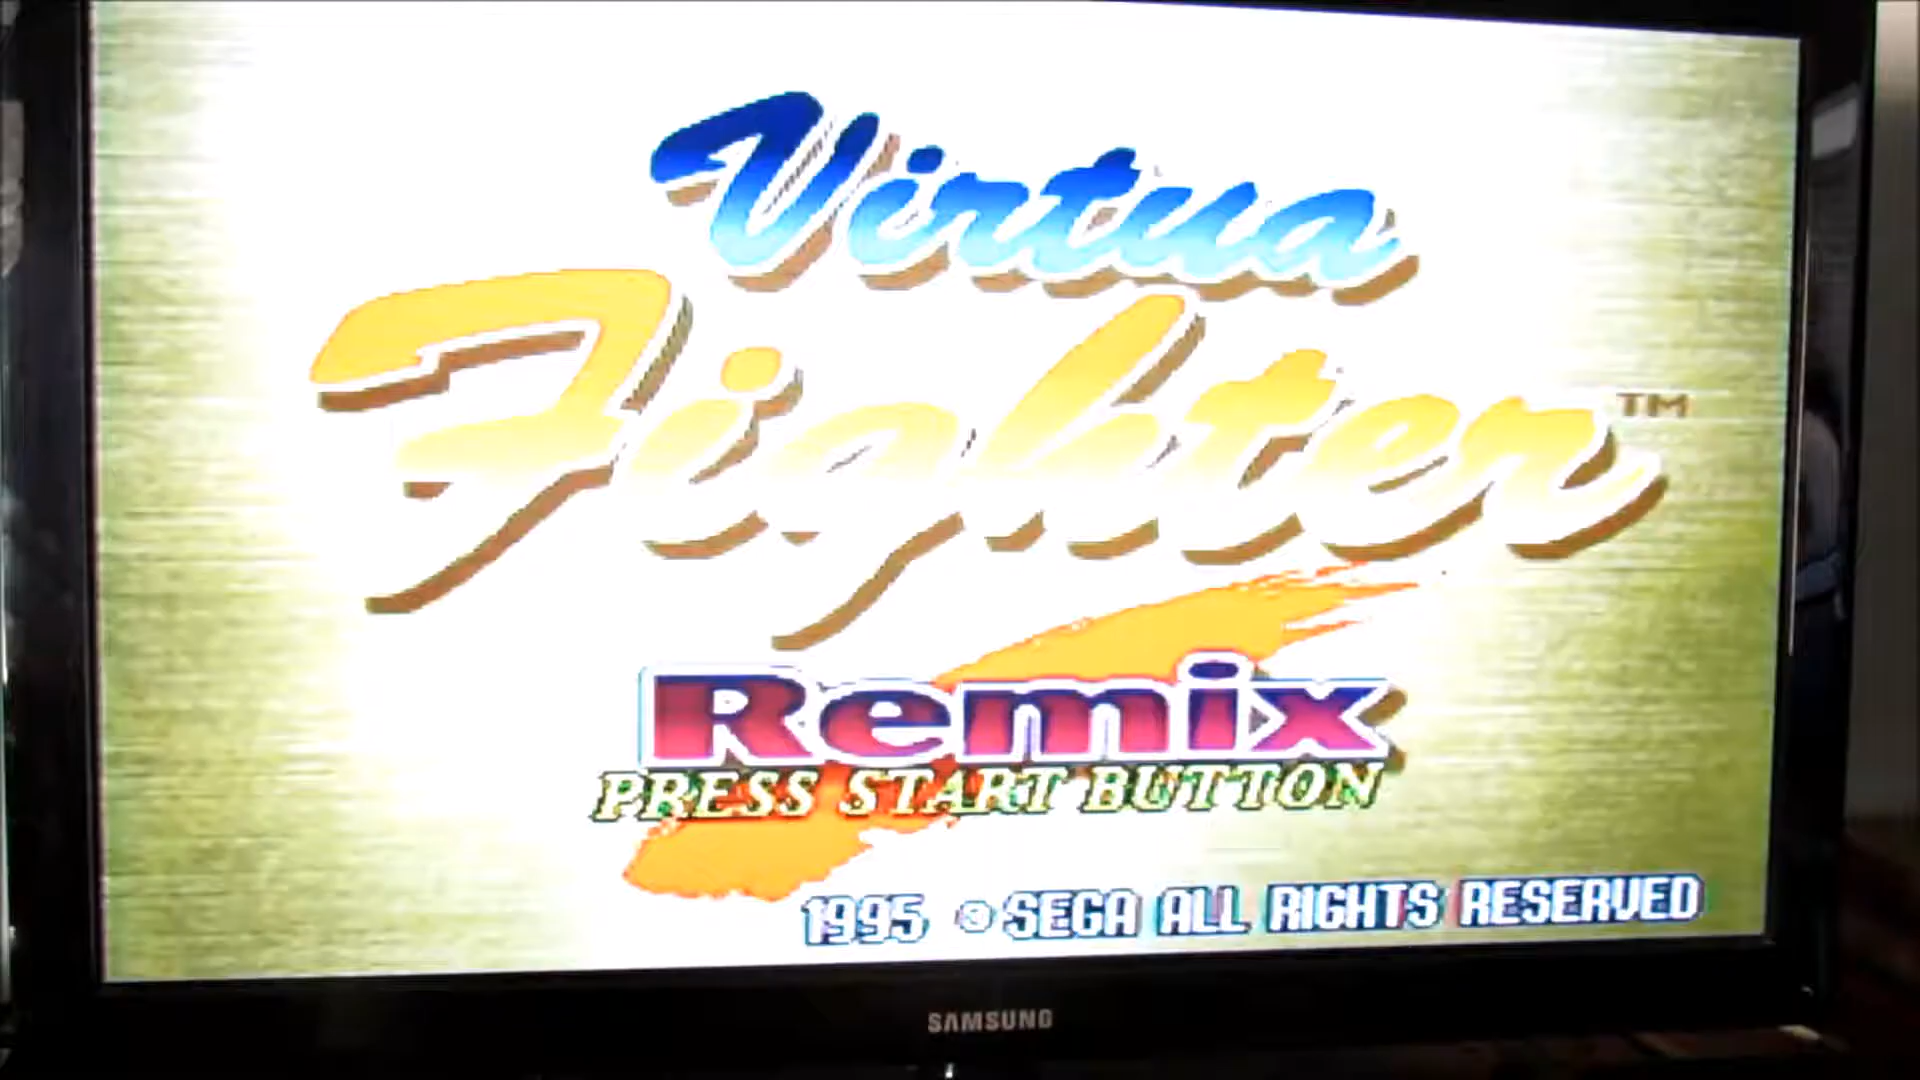 Virtua
Fighter™
Remix
PRESS START BUTTON
1995 © SEGA ALL RIGHTS RESERVED
SAMSUNG